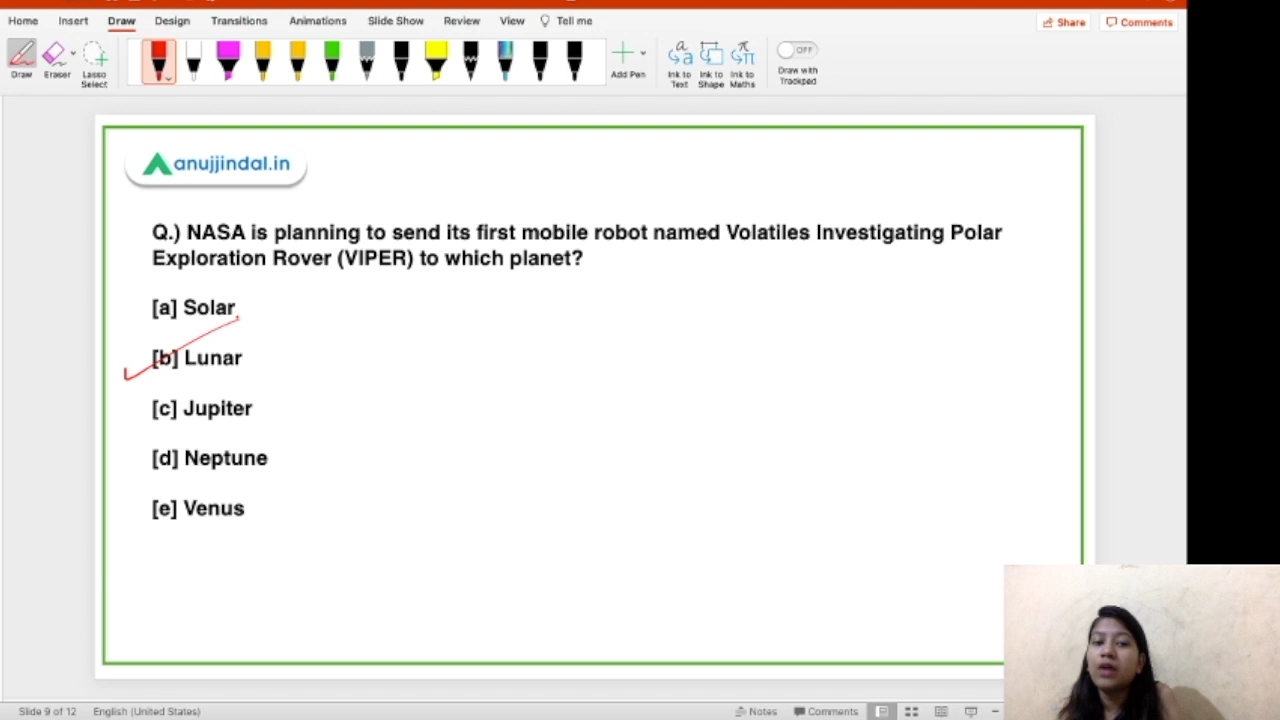 Home Insert Draw Design Transitions Animations Slide Show Review View Tell me Share Comments
Draw Eraser Lasso Select Add Pen Ink to Text Ink to Shape Ink to Maths OFF Draw with Trackpad
anujjindal.in
Q.) NASA is planning to send its first mobile robot named Volatiles Investigating Polar
Exploration Rover (VIPER) to which planet?
[a] Solar
[b] Lunar
[c] Jupiter
[d] Neptune
[e] Venus
Slide 9 of 12 English (United States) Notes Comments